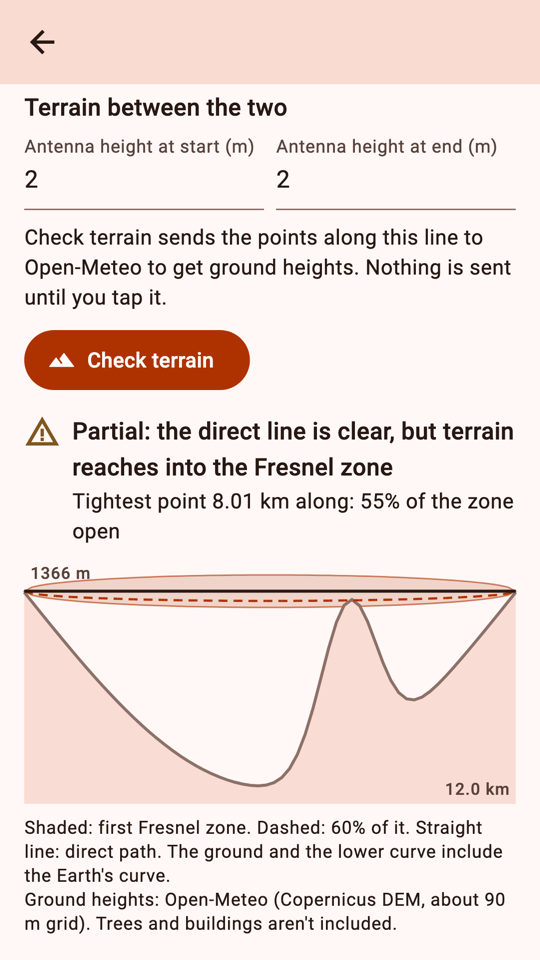 Terrain between the two
Antenna height at start (m)
Antenna height at end (m)
2
2
Check terrain sends the points along this line to
Open-Meteo to get ground heights. Nothing is sent
until you tap it.
Check terrain
Partial: the direct line is clear, but terrain
reaches into the Fresnel zone
Tightest point 8.01 km along: 55% of the zone
open
1366 m
12.0 km
Shaded: first Fresnel zone. Dashed: 60% of it. Straight
line: direct path. The ground and the lower curve include
the Earth's curve.
Ground heights: Open-Meteo (Copernicus DEM, about 90
m grid). Trees and buildings aren't included.